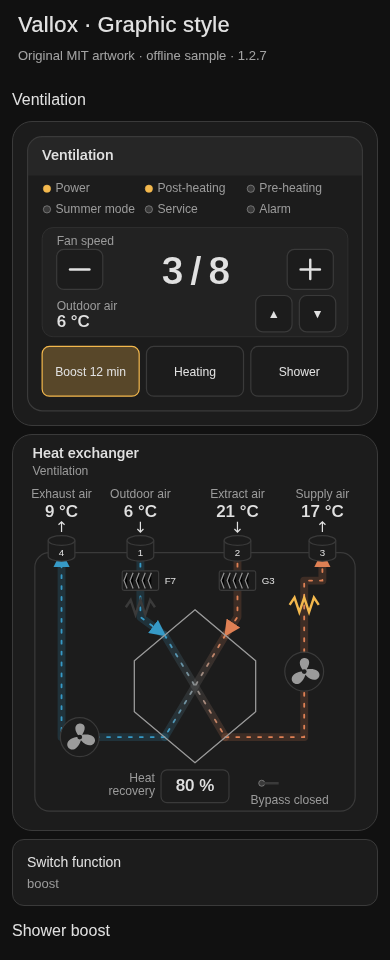 Vallox · Graphic style
Original MIT artwork · offline sample · 1.2.7
Ventilation
Ventilation
Power
Post-heating
Pre-heating
Summer mode
Service
Alarm
Fan speed
3 / 8
Outdoor air
6 °C
Boost 12 min
Heating
Shower
Heat exchanger
Ventilation
Exhaust air
Outdoor air
Extract air
Supply air
9 °C
6 °C
21 °C
17 °C
4
1
2
3
F7
G3
Heat
recovery
80 %
Bypass closed
Switch function
boost
Shower boost